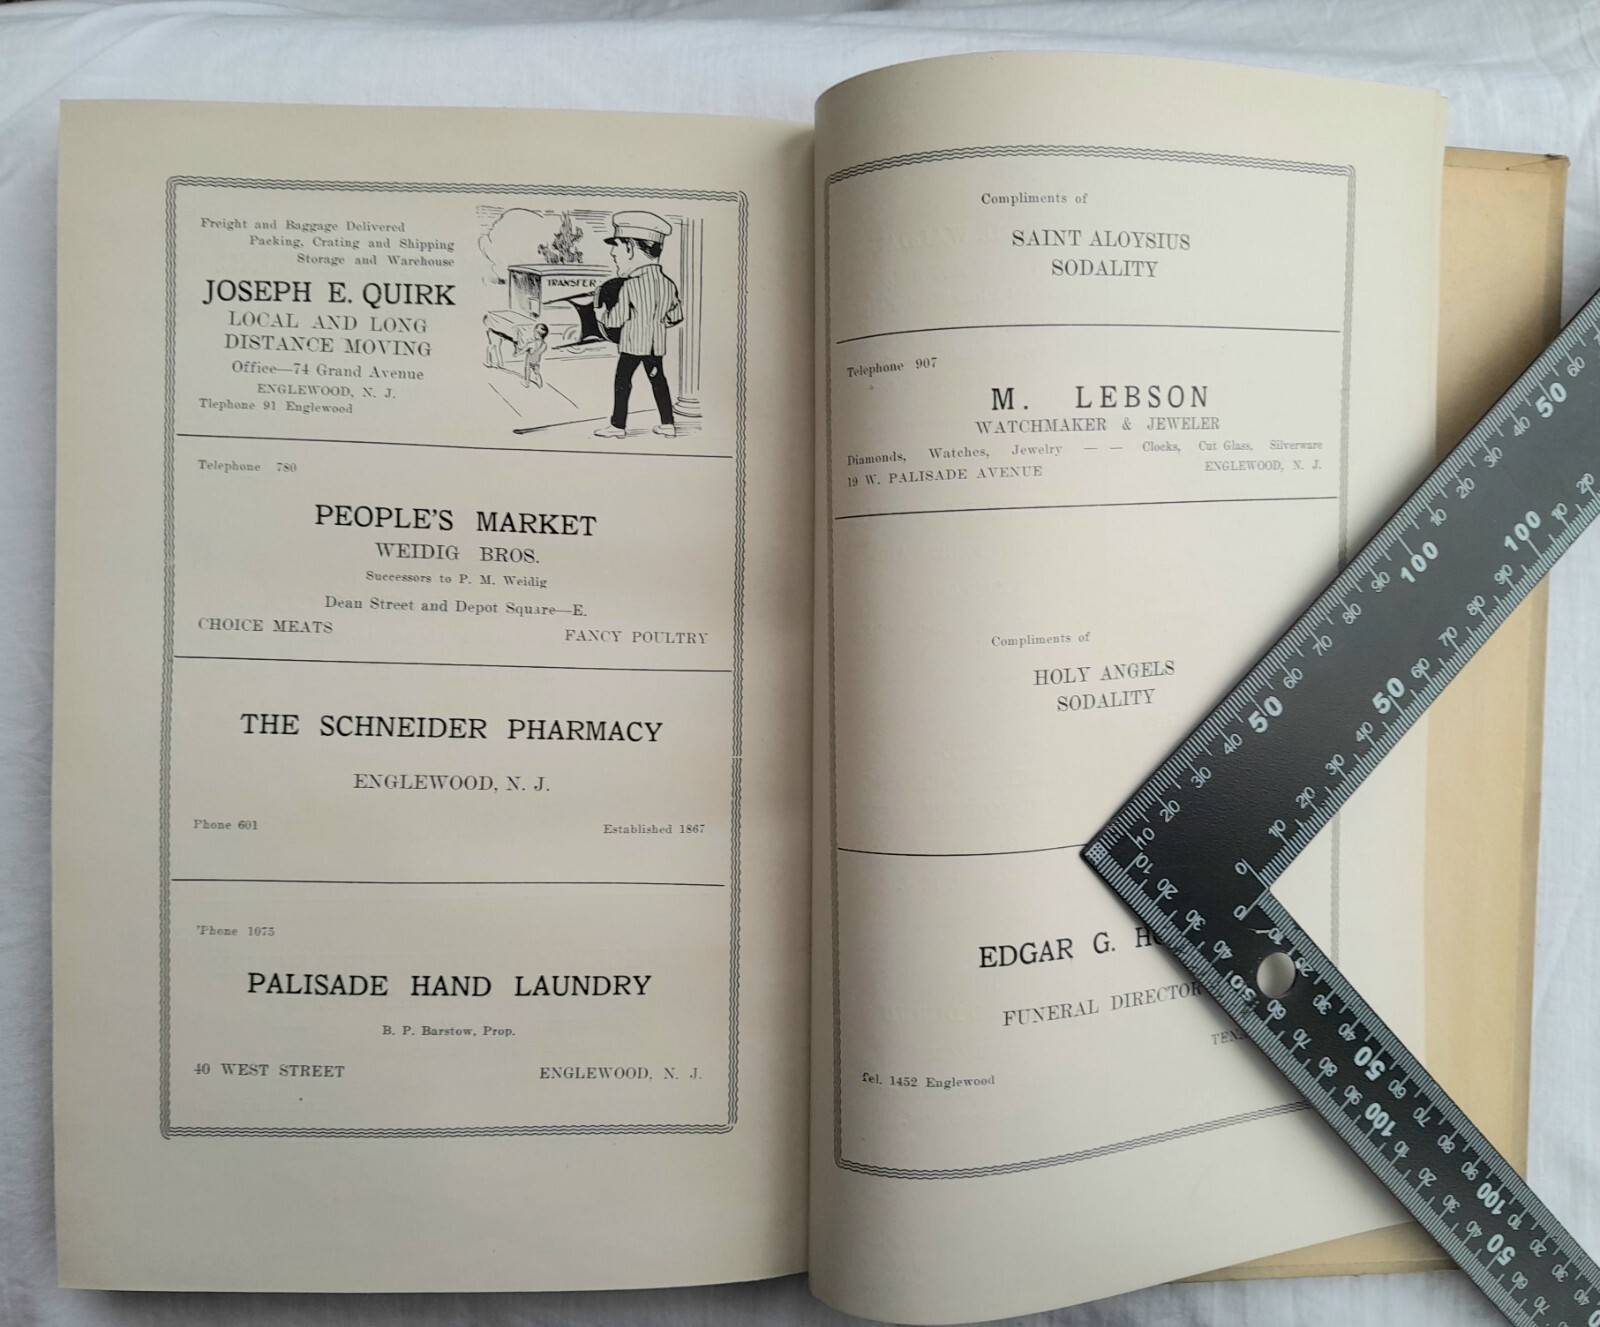 Freight and Baggage Delivered
Packing, Crating and Shipping
Storage and Warehouse
JOSEPH E. QUIRK
LOCAL AND LONG
DISTANCE MOVING
Office—74 Grand Avenue
ENGLEWOOD, N. J.
Tlephone 91 Englewood
TRANSFER
Telephone 780
PEOPLE'S MARKET
WEIDIG BROS.
Successors to P. M. Weidig
Dean Street and Depot Square—E.
CHOICE MEATS FANCY POULTRY
THE SCHNEIDER PHARMACY
ENGLEWOOD, N. J.
Phone 601 Established 1867
'Phone 1075
PALISADE HAND LAUNDRY
B. P. Barstow, Prop.
40 WEST STREET ENGLEWOOD, N. J.
Compliments of
SAINT ALOYSIUS
SODALITY
Telephone 907
M. LEBSON
WATCHMAKER & JEWELER
Diamonds, Watches, Jewelry — — Clocks, Cut Glass, Silverware
19 W. PALISADE AVENUE ENGLEWOOD, N. J.
Compliments of
HOLY ANGELS
SODALITY
EDGAR G.
FUNERAL DIRECTOR
Tel. 1452 Englewood